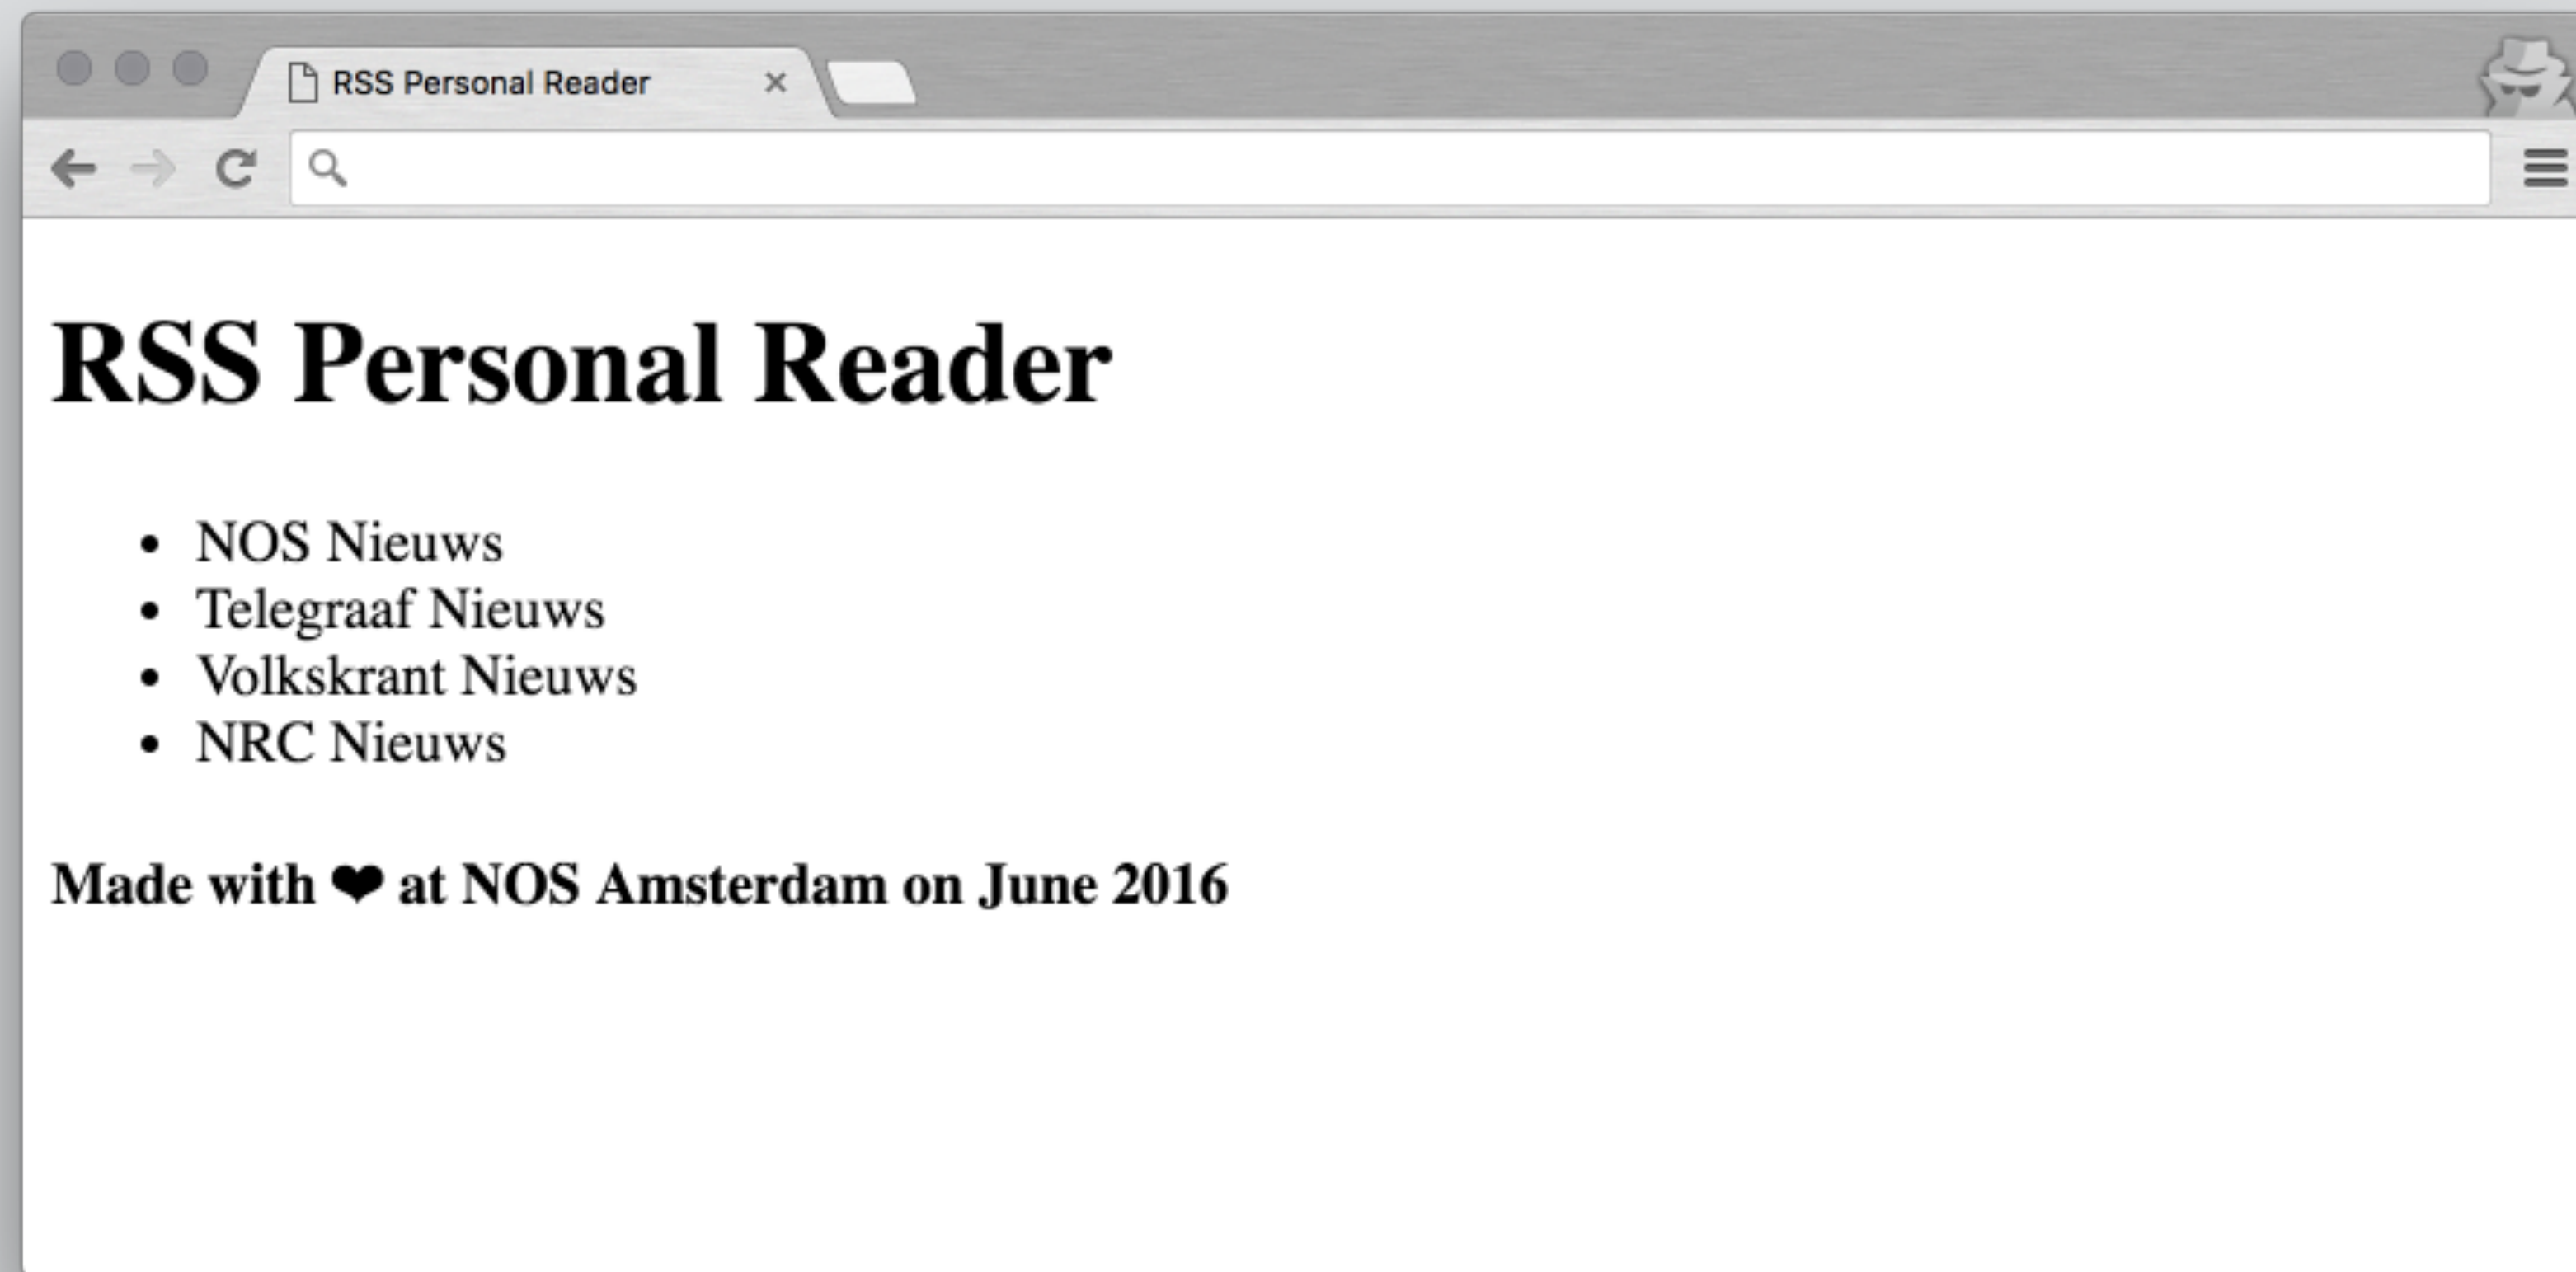 RSS Personal Reader
RSS Personal Reader
• NOS Nieuws
• Telegraaf Nieuws
• Volkskrant Nieuws
• NRC Nieuws
Made with ❤ at NOS Amsterdam on June 2016